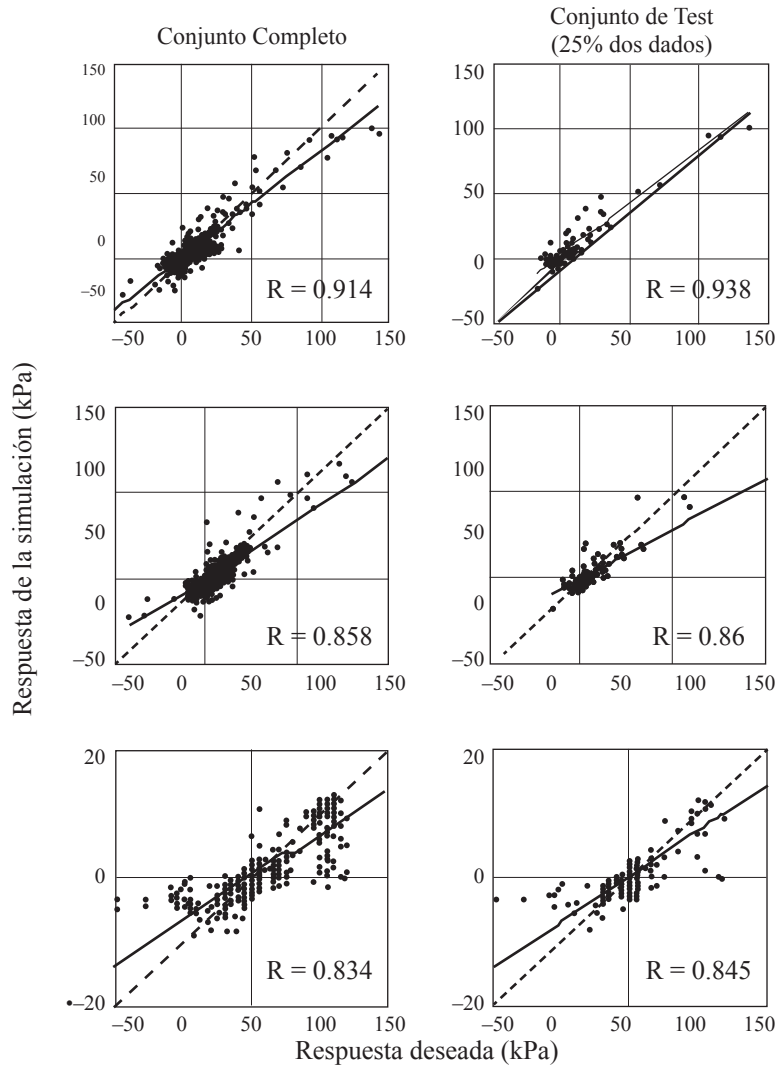 Conjunto Completo
Conjunto de Test
(25% dos dados)
150
100
50
0
–50
R = 0.914
–50 0 50 100 150
150
100
50
0
–50
R = 0.938
–50 0 50 100 150
Respuesta de la simulación (kPa)
150
100
50
0
–50
R = 0.858
–50 0 50 100 150
150
100
50
0
–50
R = 0.86
–50 0 50 100 150
20
0
–20
R = 0.834
–50 0 50 100 150
20
0
–20
R = 0.845
–50 0 50 100 150
Respuesta deseada (kPa)